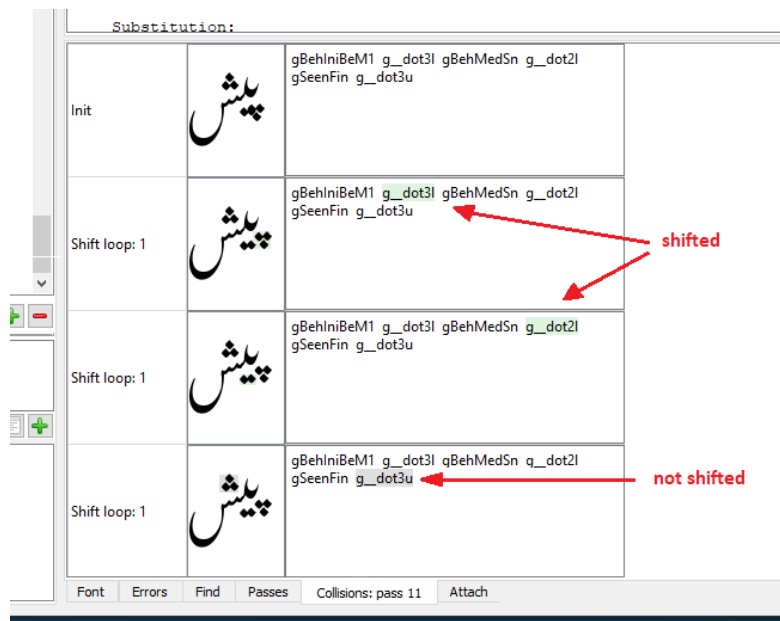 Substitution:
Init
پیش
gBehIniBeM1 g__dot3l gBehMedSn g__dot2l
gSeenFin g__dot3u
Shift loop: 1
پیش
gBehIniBeM1 g__dot3l gBehMedSn g__dot2l
gSeenFin g__dot3u
shifted
Shift loop: 1
پیش
gBehIniBeM1 g__dot3l gBehMedSn g__dot2l
gSeenFin g__dot3u
Shift loop: 1
پیش
gBehIniBeM1 g__dot3l gBehMedSn g__dot2l
gSeenFin g__dot3u
not shifted
Font Errors Find Passes Collisions: pass 11 Attach